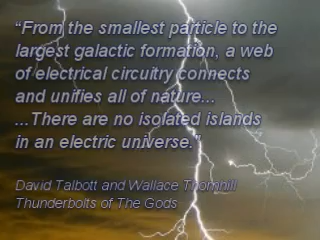 “From the smallest particle to the
largest galactic formation, a web
of electrical circuitry connects
and unifies all of nature...
...There are no isolated islands
in an electric universe.”
David Talbott and Wallace Thornhill
Thunderbolts of The Gods